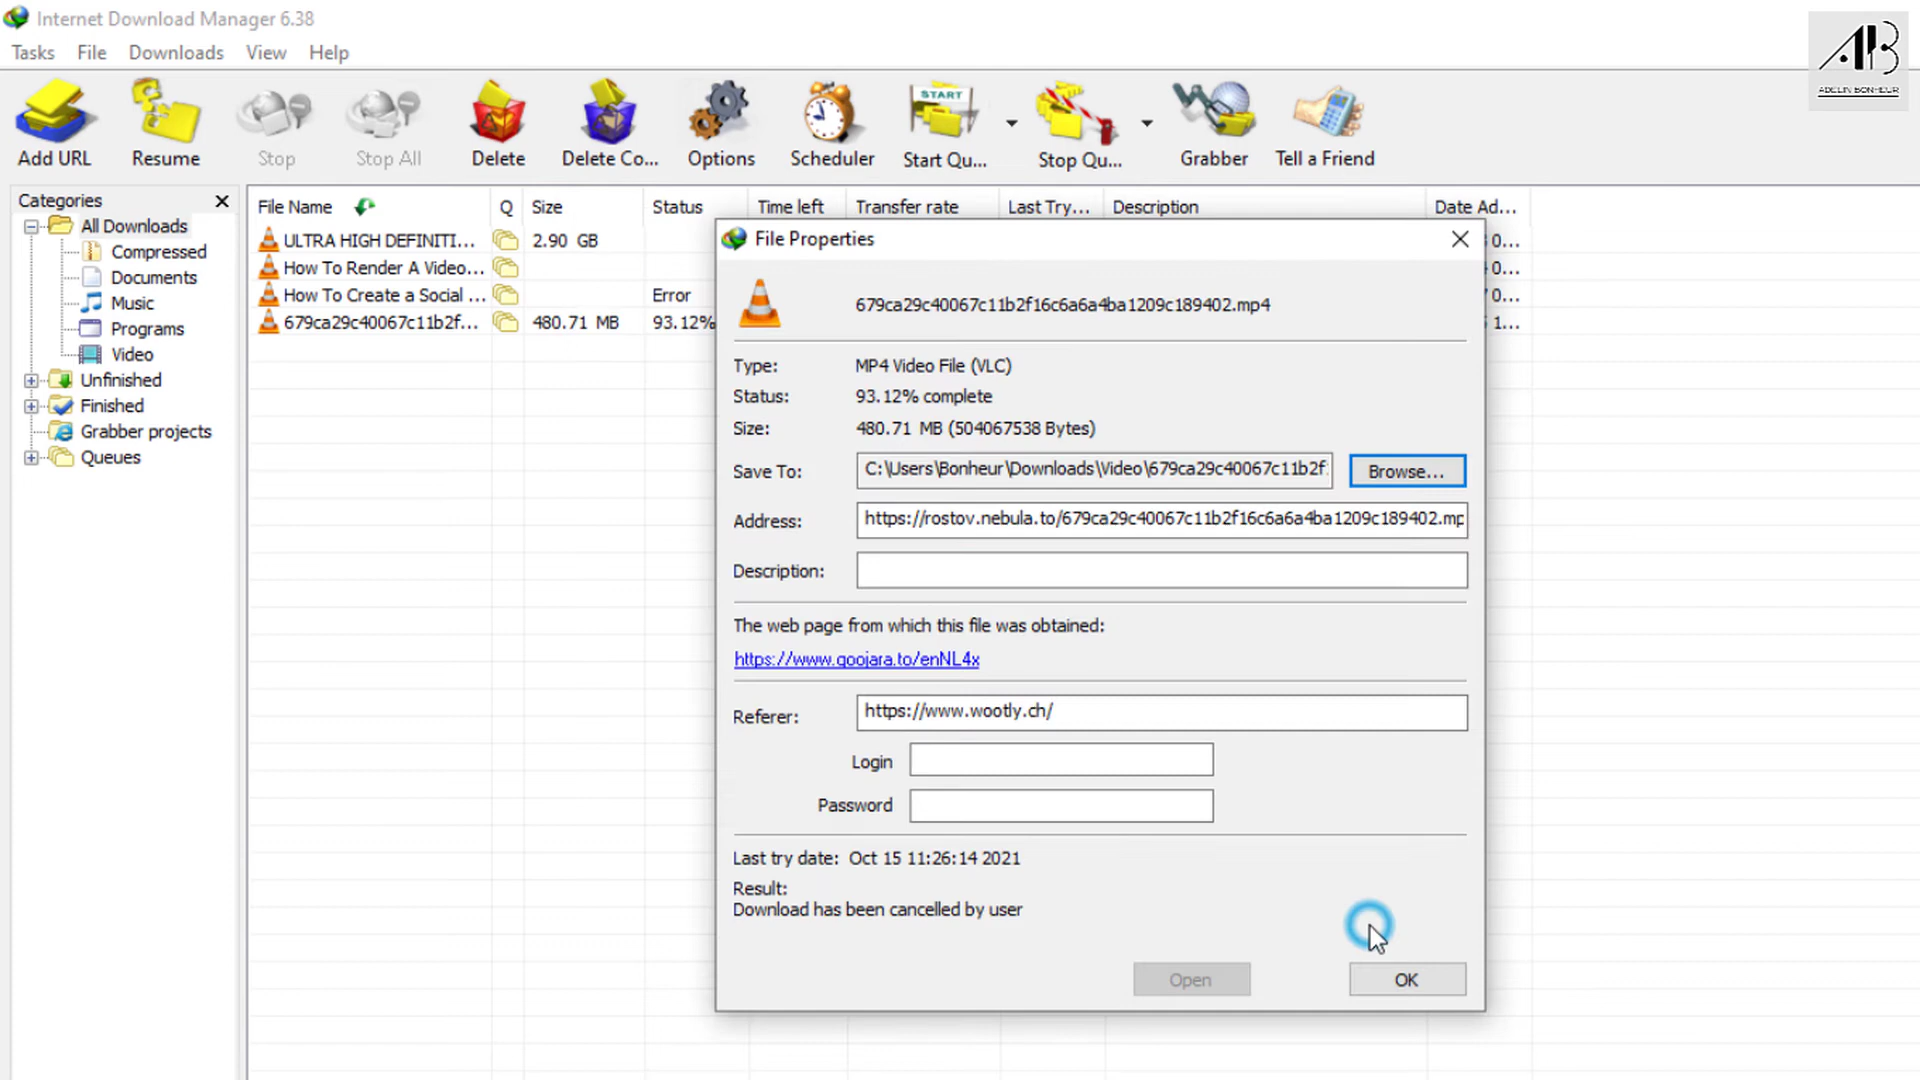 Internet Download Manager 6.38
Tasks File Downloads View Help
Add URL Resume Stop Stop All Delete Delete Co... Options Scheduler Start Qu... Stop Qu... Grabber Tell a Friend
START
ADELIN BONHEUR
Categories
All Downloads
Compressed
Documents
Music
Programs
Video
Unfinished
Finished
Grabber projects
Queues
File Name Q Size Status Time left Transfer rate Last Try... Description Date Ad...
ULTRA HIGH DEFINITI... 2.90 GB
How To Render A Video...
How To Create a Social ... Error
679ca29c40067c11b2f... 480.71 MB 93.12%
File Properties
679ca29c40067c11b2f16c6a6a4ba1209c189402.mp4
Type: MP4 Video File (VLC)
Status: 93.12% complete
Size: 480.71 MB (504067538 Bytes)
Save To: C:\Users\Bonheur\Downloads\Video\679ca29c40067c11b2f Browse...
Address: https://rostov.nebula.to/679ca29c40067c11b2f16c6a6a4ba1209c189402.mp
Description:
The web page from which this file was obtained:
https://www.goojara.to/enNL4x
Referer: https://www.wootly.ch/
Login
Password
Last try date: Oct 15 11:26:14 2021
Result:
Download has been cancelled by user
Open OK